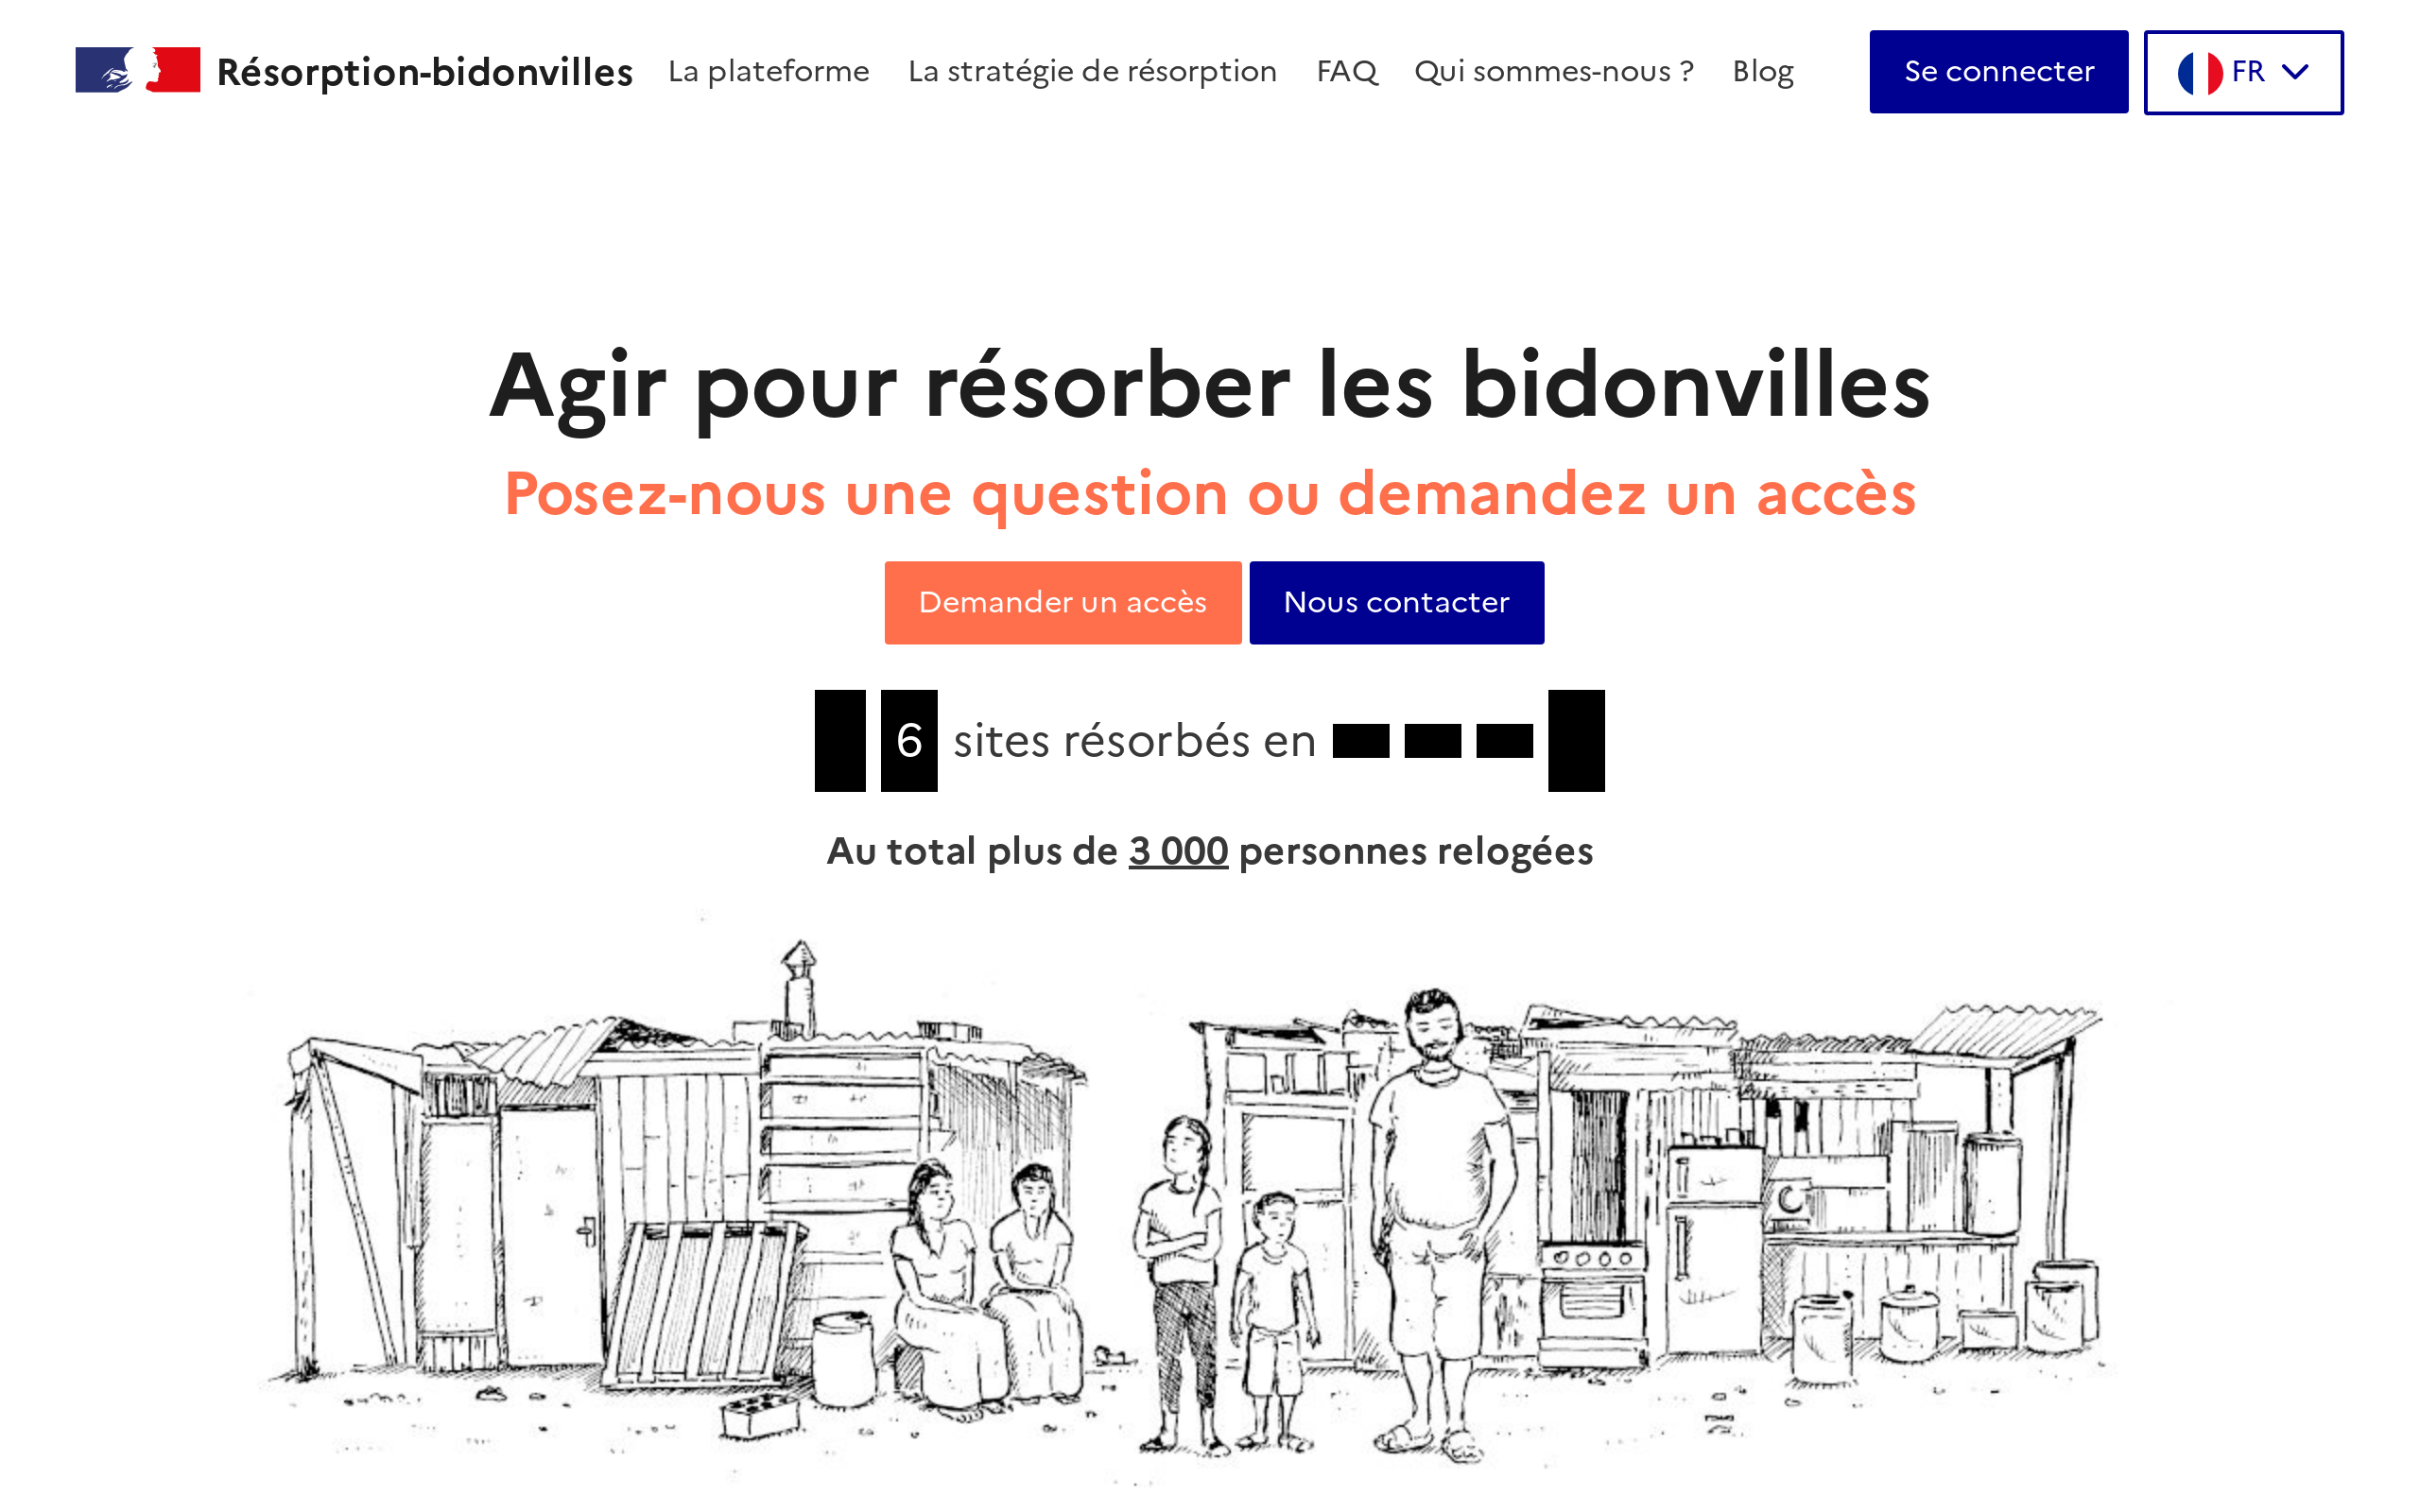 Résorption-bidonvilles La plateforme La stratégie de résorption FAQ Qui sommes-nous ? Blog Se connecter FR
Agir pour résorber les bidonvilles
Posez-nous une question ou demandez un accès
Demander un accès Nous contacter
6 sites résorbés en
Au total plus de 3 000 personnes relogées